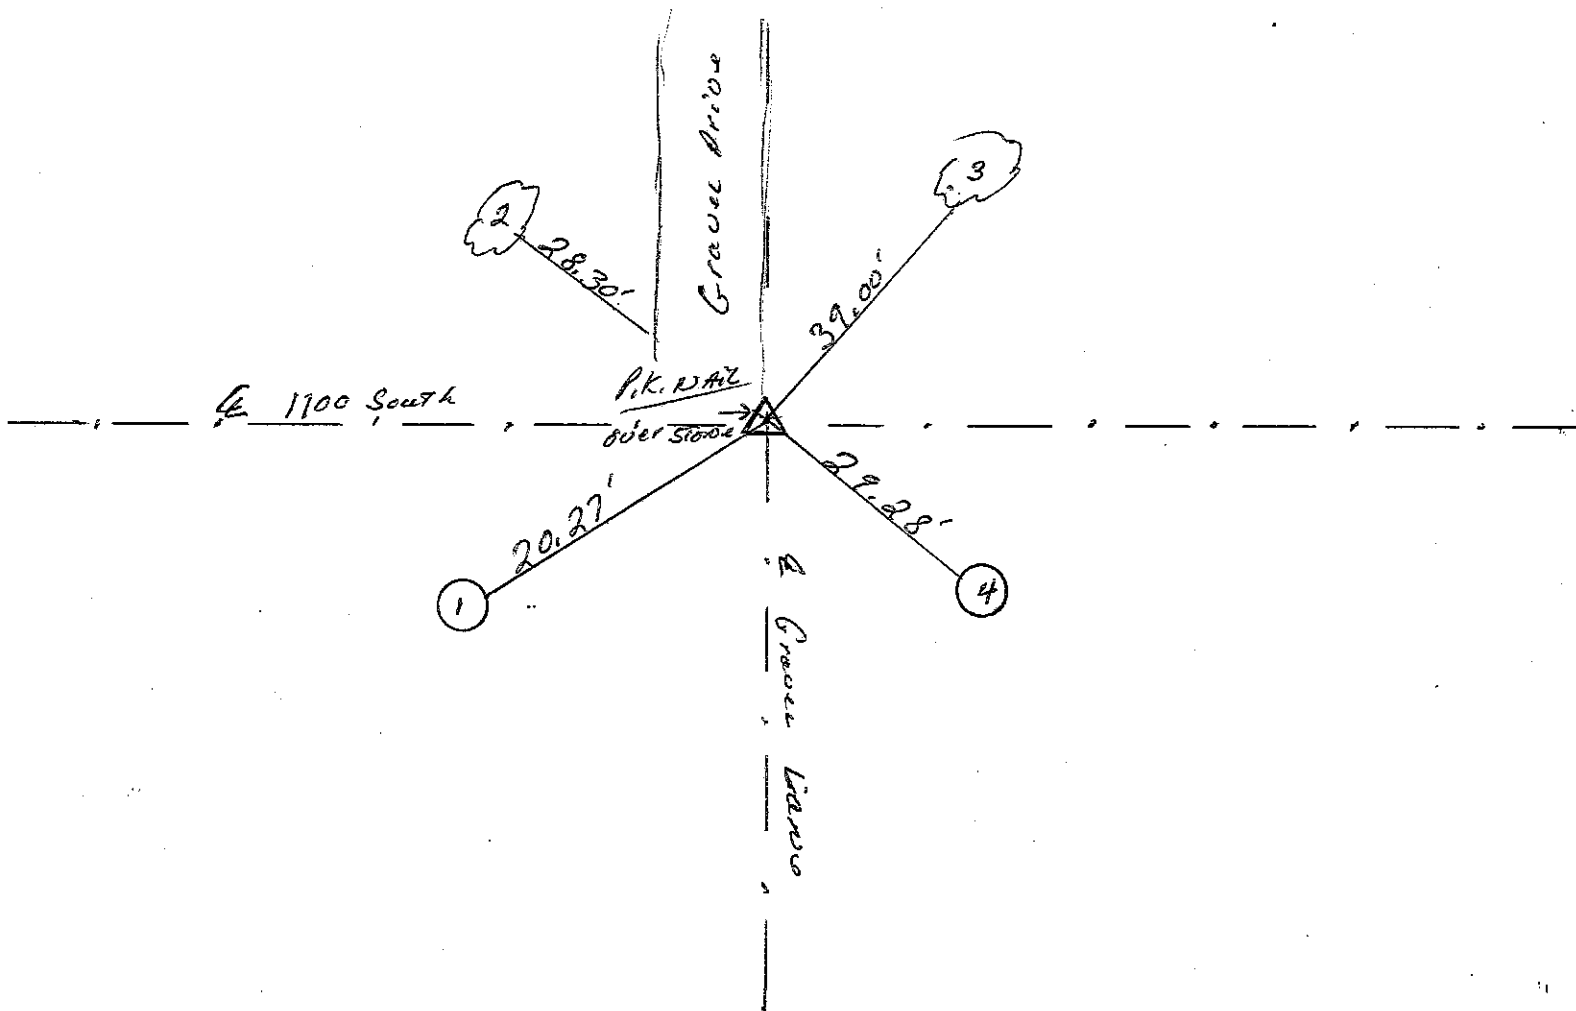 Gravel Drive
3
2
28.30'
39.00'
℄ 1100 South
P.K. NAIL
over stone
20.27'
29.28'
1
4
℄ Gravel